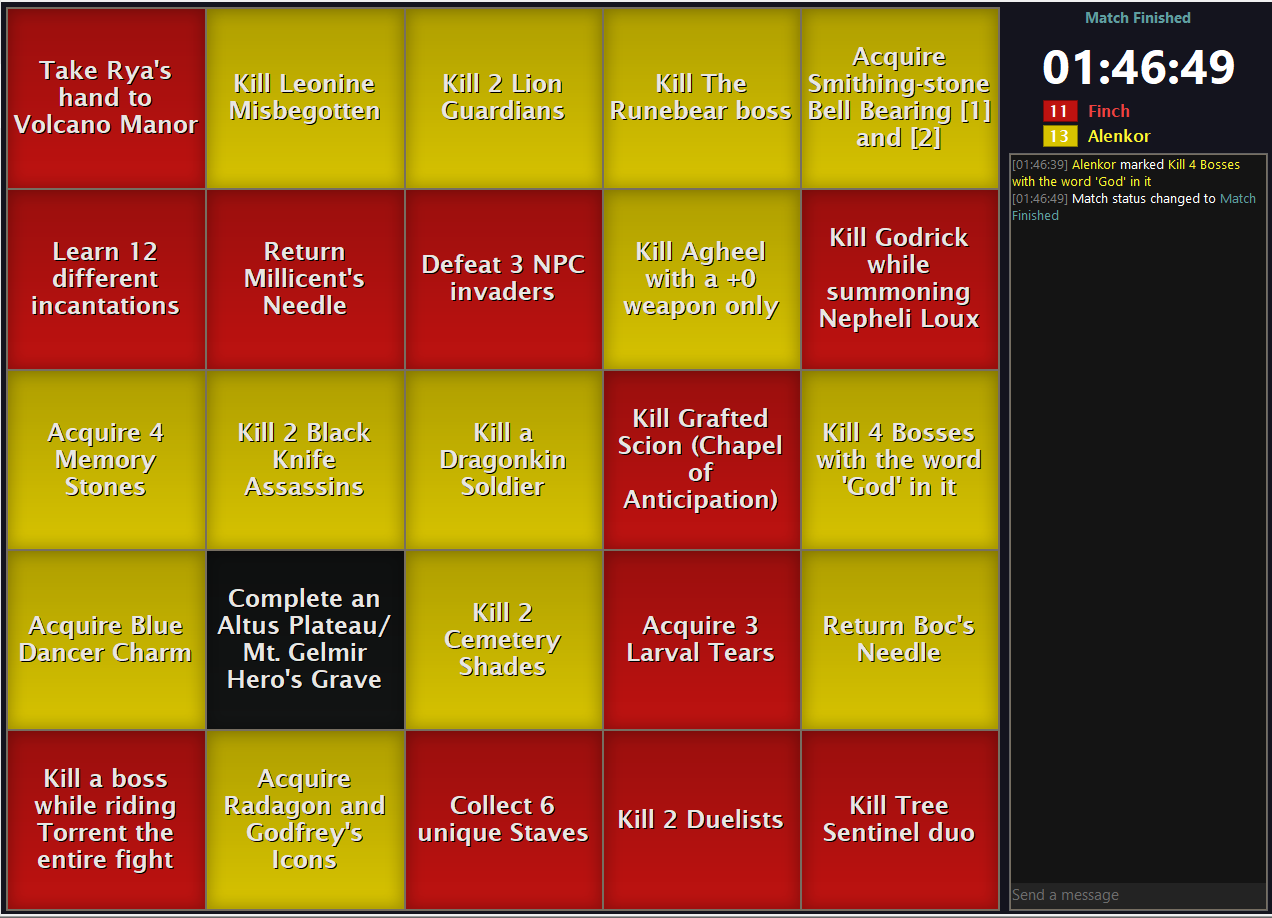 Take Rya's
hand to
Volcano Manor
Kill Leonine
Misbegotten
Kill 2 Lion
Guardians
Kill The
Runebear boss
Acquire
Smithing-stone
Bell Bearing [1]
and [2]
Learn 12
different
incantations
Return
Millicent's
Needle
Defeat 3 NPC
invaders
Kill Agheel
with a +0
weapon only
Kill Godrick
while
summoning
Nepheli Loux
Acquire 4
Memory
Stones
Kill 2 Black
Knife
Assassins
Kill a
Dragonkin
Soldier
Kill Grafted
Scion (Chapel
of
Anticipation)
Kill 4 Bosses
with the word
'God' in it
Acquire Blue
Dancer Charm
Complete an
Altus Plateau/
Mt. Gelmir
Hero's Grave
Kill 2
Cemetery
Shades
Acquire 3
Larval Tears
Return Boc's
Needle
Kill a boss
while riding
Torrent the
entire fight
Acquire
Radagon and
Godfrey's
Icons
Collect 6
unique Staves
Kill 2 Duelists
Kill Tree
Sentinel duo
Match Finished
01:46:49
11 Finch
13 Alenkor
[01:46:39] Alenkor marked Kill 4 Bosses
with the word 'God' in it
[01:46:49] Match status changed to Match
Finished
Send a message